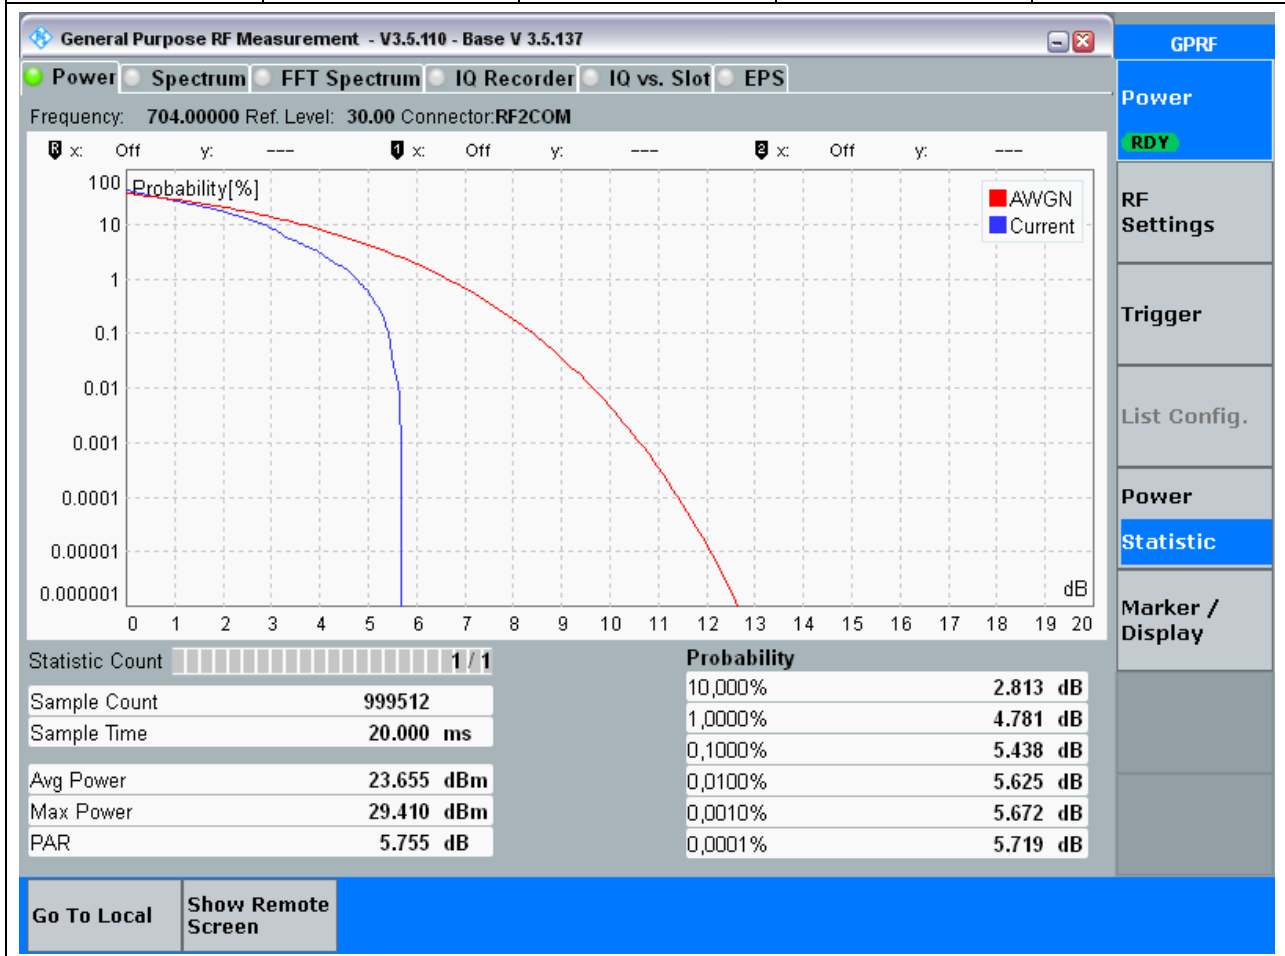 General Purpose RF Measurement - V3.5.110 - Base V 3.5.137
GPRF
Power Spectrum FFT Spectrum IQ Recorder IQ vs. Slot EPS
Frequency: 704.00000 Ref. Level: 30.00 Connector:RF2COM
R x: Off y: --- 1 x: Off y: --- 2 x: Off y: ---
100
10
1
0.1
0.01
0.001
0.0001
0.00001
0.000001
Probability[%]
AWGN
Current
dB
0 1 2 3 4 5 6 7 8 9 10 11 12 13 14 15 16 17 18 19 20
Statistic Count 1 / 1
Sample Count 999512
Sample Time 20.000 ms
Avg Power 23.655 dBm
Max Power 29.410 dBm
PAR 5.755 dB
Probability
10,000% 2.813 dB
1,0000% 4.781 dB
0,1000% 5.438 dB
0,0100% 5.625 dB
0,0010% 5.672 dB
0,0001% 5.719 dB
Power
RDY
RF
Settings
Trigger
List Config.
Power
Statistic
Marker /
Display
Go To Local
Show Remote
Screen